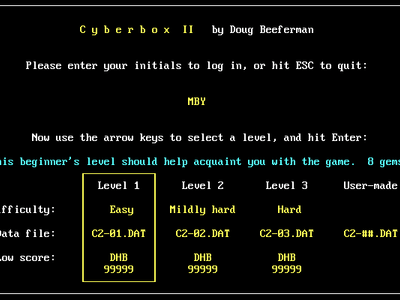 C y b e r b o x  II   by Doug Beeferman
Please enter your initials to log in, or hit ESC to quit:
MBY
Now use the arrow keys to select a level, and hit Enter:
his beginner's level should help acquaint you with the game.  8 gems
Level 1   Level 2   Level 3   User-made
fficulty:   Easy   Mildly hard   Hard
Data file:   C2-01.DAT   C2-02.DAT   C2-03.DAT   C2-##.DAT
Low score:   DHB   DHB   DHB
99999   99999   99999